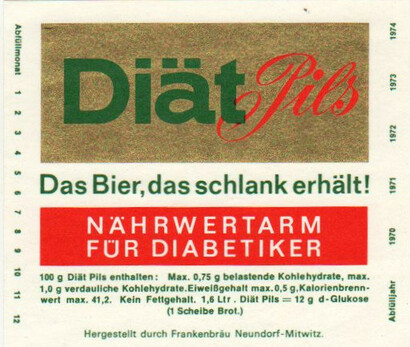 Diät Pils
Das Bier, das schlank erhält!
NÄHRWERTARM
FÜR DIABETIKER
100 g Diät Pils enthalten: Max. 0,75 g belastende Kohlehydrate, max.
1,0 g verdauliche Kohlehydrate. Eiweißgehalt max. 0,5 g, Kalorienbrenn-
wert max. 41,2. Kein Fettgehalt. 1,6 Ltr. Diät Pils = 12 g d-Glukose
(1 Scheibe Brot.)
Hergestellt durch Frankenbräu Neundorf-Mitwitz.
Abfüllmonat 1 2 3 4 5 6 7 8 9 10 11 12
Abfülljahr 1970 1971 1972 1973 1974